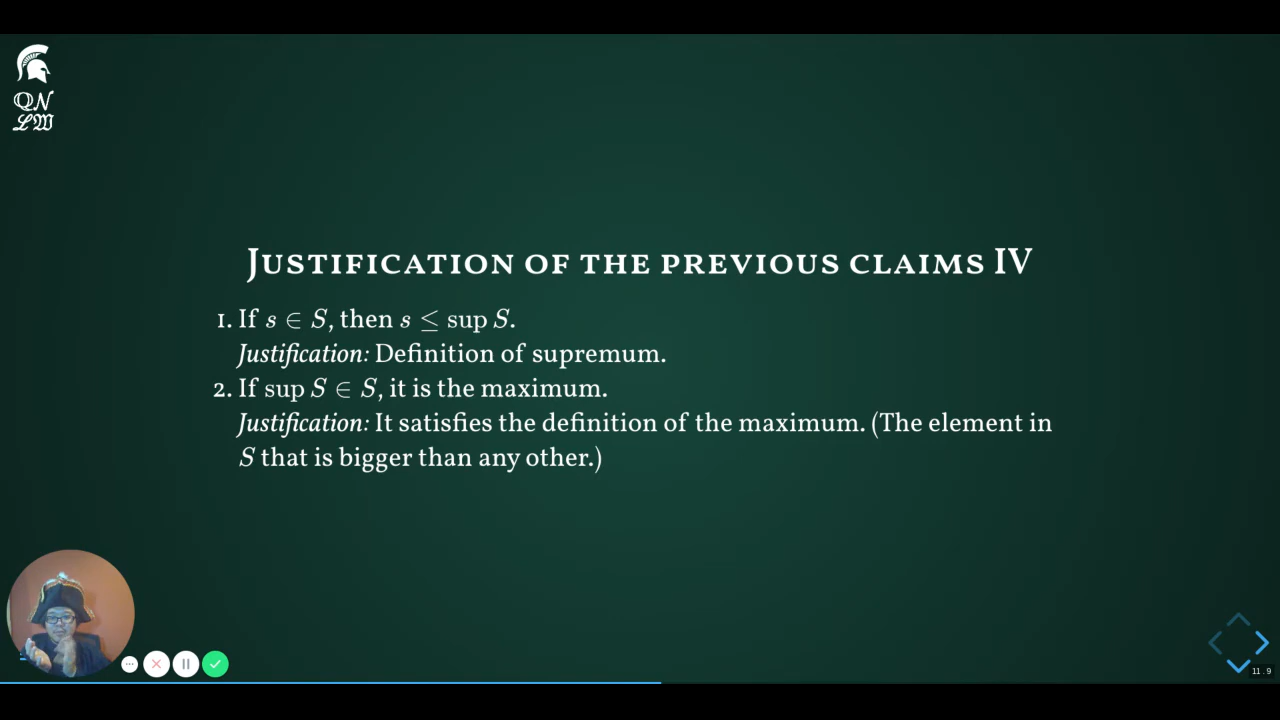 QN
LW
Justification of the previous claims IV
1. If s ∈ S, then s ≤ sup S.
Justification: Definition of supremum.
2. If sup S ∈ S, it is the maximum.
Justification: It satisfies the definition of the maximum. (The element in
S that is bigger than any other.)
11.9